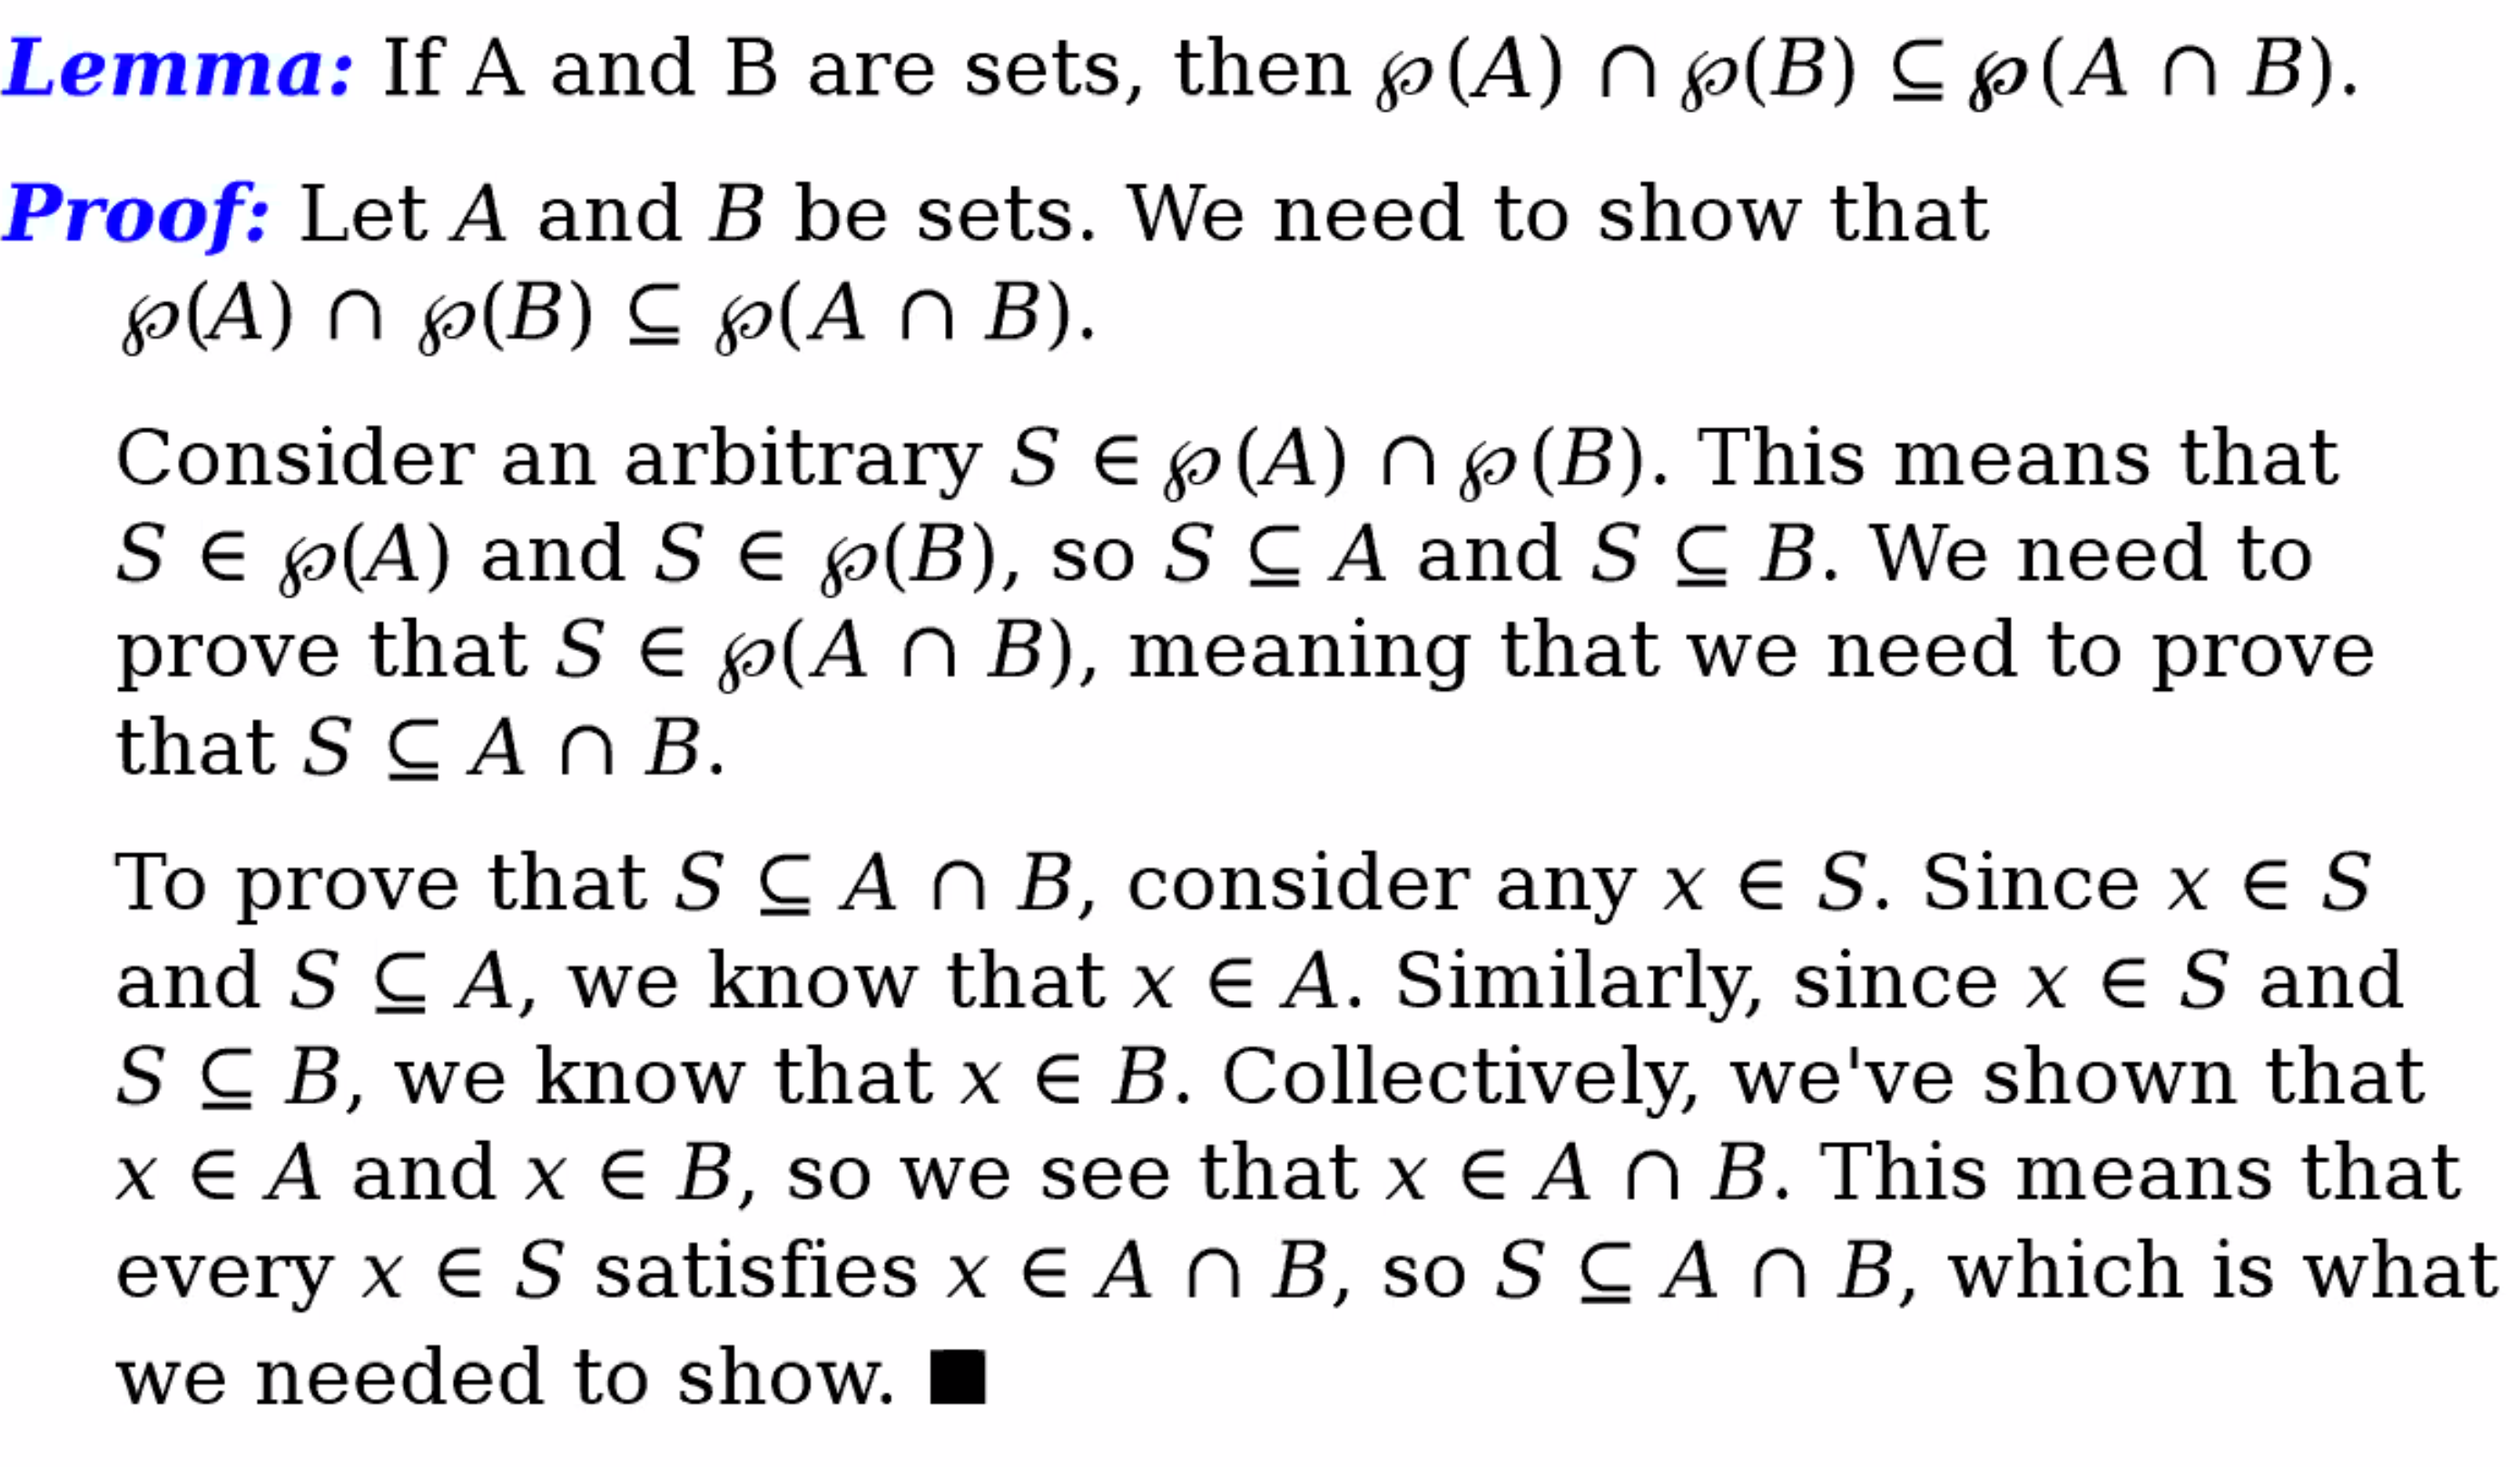 Lemma: If A and B are sets, then ℘(A) ∩ ℘(B) ⊆ ℘(A ∩ B).
Proof: Let A and B be sets. We need to show that
℘(A) ∩ ℘(B) ⊆ ℘(A ∩ B).
Consider an arbitrary S ∈ ℘(A) ∩ ℘(B). This means that
S ∈ ℘(A) and S ∈ ℘(B), so S ⊆ A and S ⊆ B. We need to
prove that S ∈ ℘(A ∩ B), meaning that we need to prove
that S ⊆ A ∩ B.
To prove that S ⊆ A ∩ B, consider any x ∈ S. Since x ∈ S
and S ⊆ A, we know that x ∈ A. Similarly, since x ∈ S and
S ⊆ B, we know that x ∈ B. Collectively, we've shown that
x ∈ A and x ∈ B, so we see that x ∈ A ∩ B. This means that
every x ∈ S satisfies x ∈ A ∩ B, so S ⊆ A ∩ B, which is what
we needed to show. ■